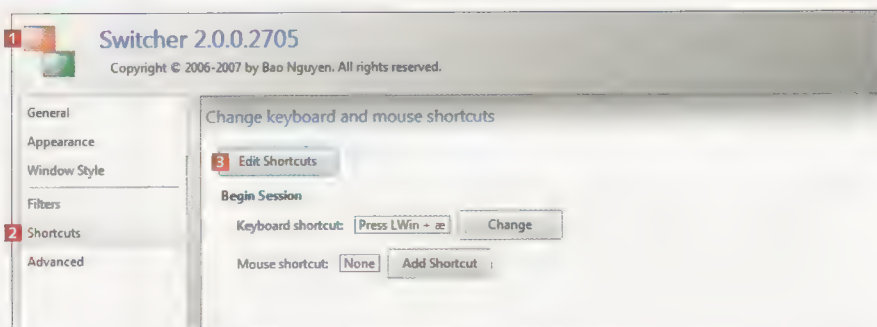 1
Switcher 2.0.0.2705
Copyright © 2006-2007 by Bao Nguyen. All rights reserved.
General
Appearance
Window Style
Filters
2 Shortcuts
Advanced
Change keyboard and mouse shortcuts
3 Edit Shortcuts
Begin Session
Keyboard shortcut: Press LWin + æ Change
Mouse shortcut: None Add Shortcut